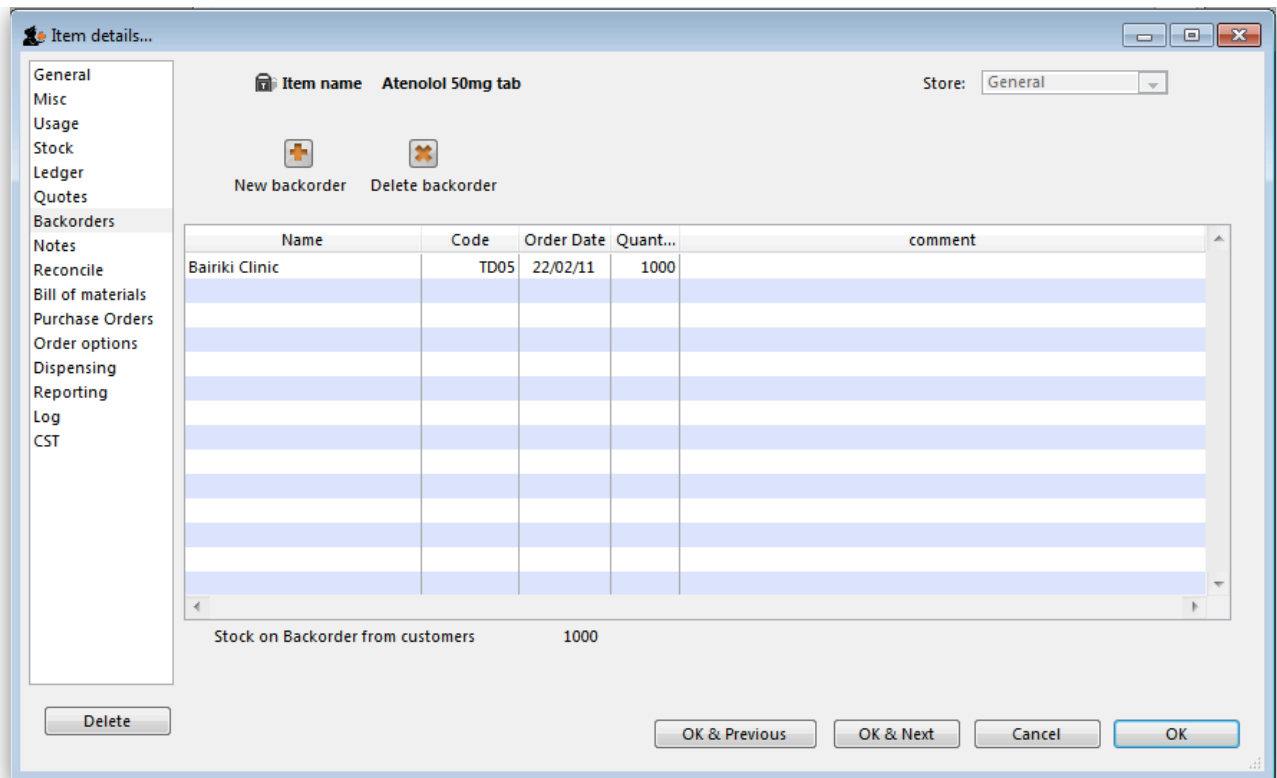 Item details...
General
Misc
Usage
Stock
Ledger
Quotes
Backorders
Notes
Reconcile
Bill of materials
Purchase Orders
Order options
Dispensing
Reporting
Log
CST
Delete
Item name Atenolol 50mg tab
Store: General
New backorder Delete backorder
Name Code Order Date Quant... comment
Bairiki Clinic TD05 22/02/11 1000
Stock on Backorder from customers 1000
OK & Previous OK & Next Cancel OK